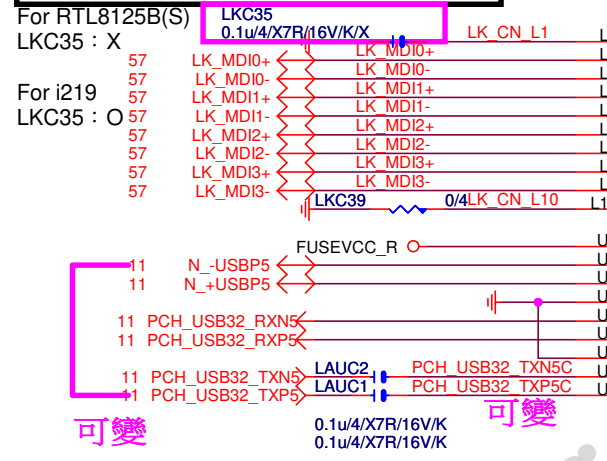 For RTL8125B(S)
LKC35：X
For i219
LKC35：O
LKC35
0.1u/4/X7R/16V/K/X
LK_CN_L1 L
57 LK_MDI0+ LK_MDI0+ L
57 LK_MDI0- LK_MDI0- L
57 LK_MDI1+ LK_MDI1+ L
57 LK_MDI1- LK_MDI1- L
57 LK_MDI2+ LK_MDI2+ L
57 LK_MDI2- LK_MDI2- L
57 LK_MDI3+ LK_MDI3+ L
57 LK_MDI3- LK_MDI3- L
LKC39 0/4 LK_CN_L10 L1
FUSEVCC_R U
11 N_-USBP5 U
11 N_+USBP5 U
U
11 PCH_USB32_RXN5 U
11 PCH_USB32_RXP5 U
U
11 PCH_USB32_TXN5 LAUC2 PCH_USB32_TXN5C U
11 PCH_USB32_TXP5 LAUC1 PCH_USB32_TXP5C U
可變 可變
0.1u/4/X7R/16V/K
0.1u/4/X7R/16V/K